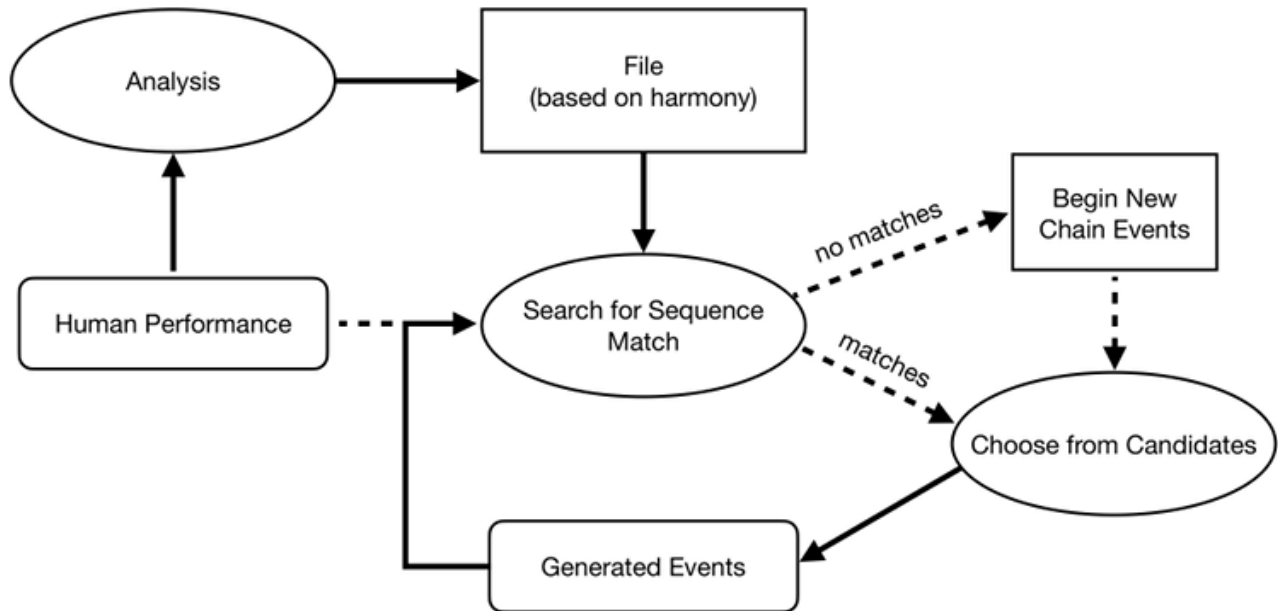 Analysis
File
(based on harmony)
Begin New
Chain Events
no matches
Human Performance
Search for Sequence
Match
matches
Choose from Candidates
Generated Events